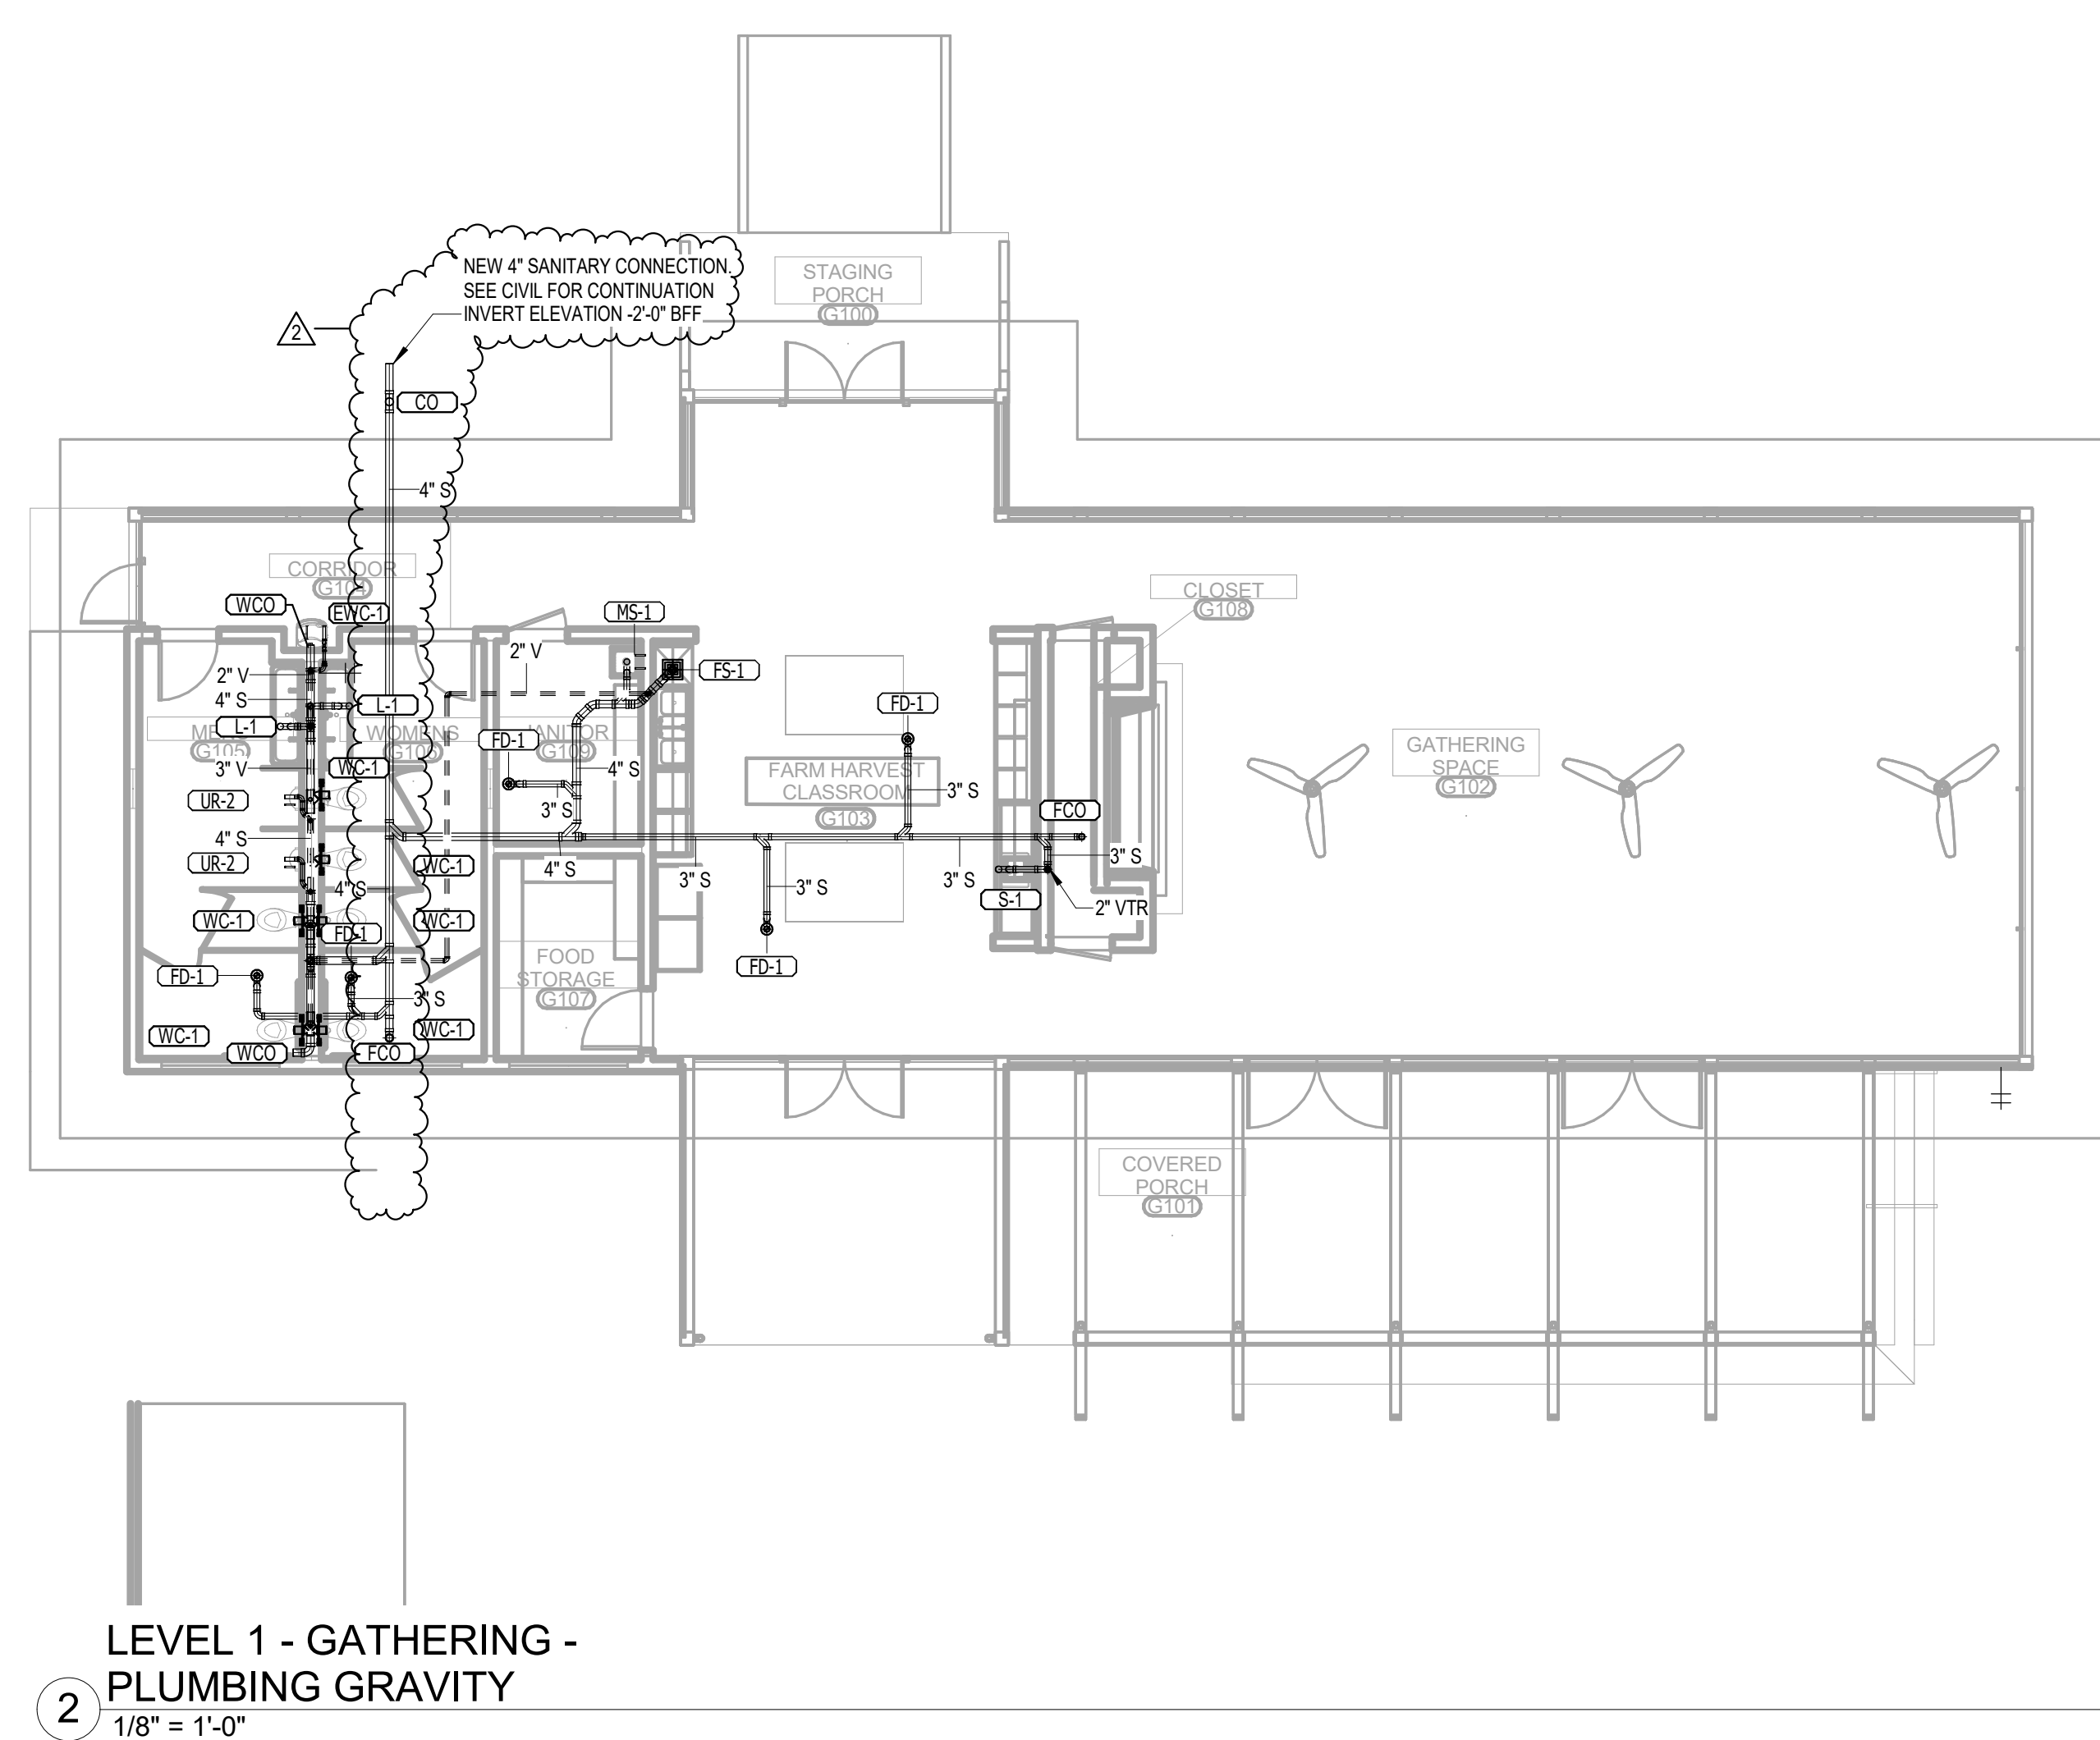 NEW 4" SANITARY CONNECTION.
SEE CIVIL FOR CONTINUATION
INVERT ELEVATION -2'-0" BFF
2
STAGING
PORCH
G100
CO
4" S
CORRIDOR
G104
WCO
EWC-1
MS-1
2" V
FS-1
CLOSET
G108
2" V
4" S
L-1
L-1
FD-1
MENS
G105
WOMENS
G106
JANITOR
G109
FD-1
3" V
WC-1
4" S
3" S
FARM HARVEST
CLASSROOM
G103
3" S
GATHERING
SPACE
G102
UR-2
FCO
4" S
UR-2
WC-1
4" S
3" S
3" S
3" S
3" S
4" S
S-1
2" VTR
WC-1
WC-1
FD-1
FD-1
FOOD
STORAGE
G107
FD-1
3" S
WC-1
WC-1
WCO
FCO
COVERED
PORCH
G101
LEVEL 1 - GATHERING -
PLUMBING GRAVITY
2
1/8" = 1'-0"